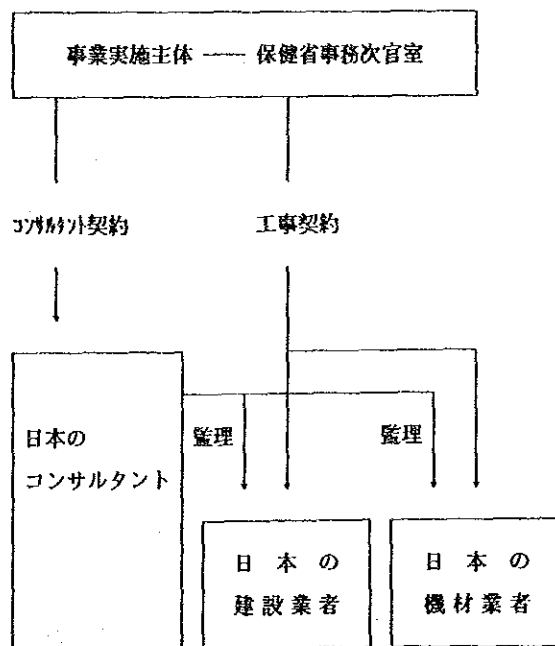 事業実施主体 —— 保健省事務次官室
コンサルタント契約
工事契約
日本の
コンサルタント
監理
監理
日本の
建設業者
日本の
機材業者